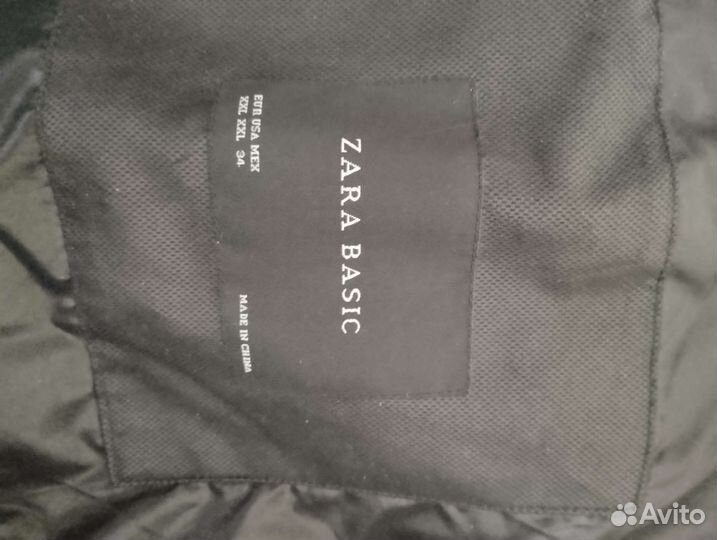 ZARA BASIC
EUR USA MEX
XXL XXL 34
MADE IN CHINA
Avito